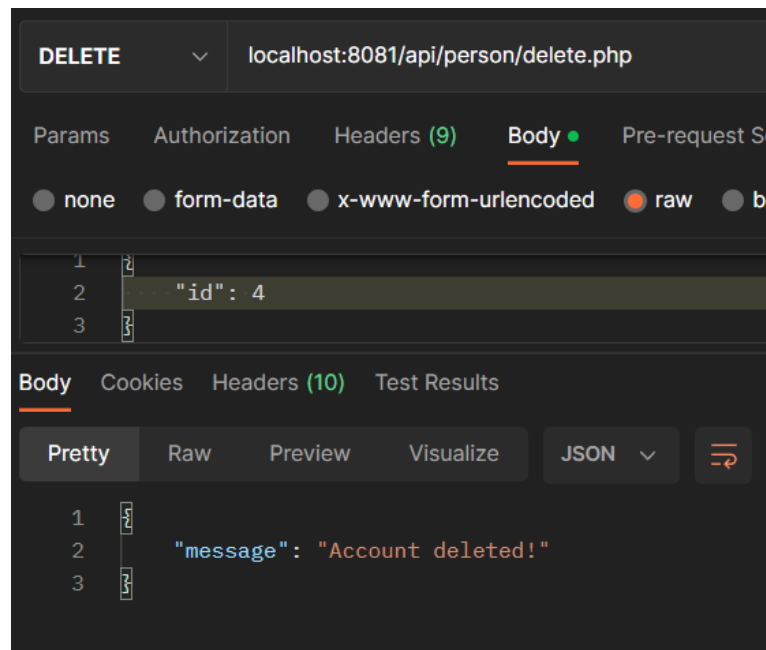 DELETE localhost:8081/api/person/delete.php
Params Authorization Headers (9) Body Pre-request S
none form-data x-www-form-urlencoded raw b
1 {
2 "id": 4
3 }
Body Cookies Headers (10) Test Results
Pretty Raw Preview Visualize JSON
1 {
2 "message": "Account deleted!"
3 }